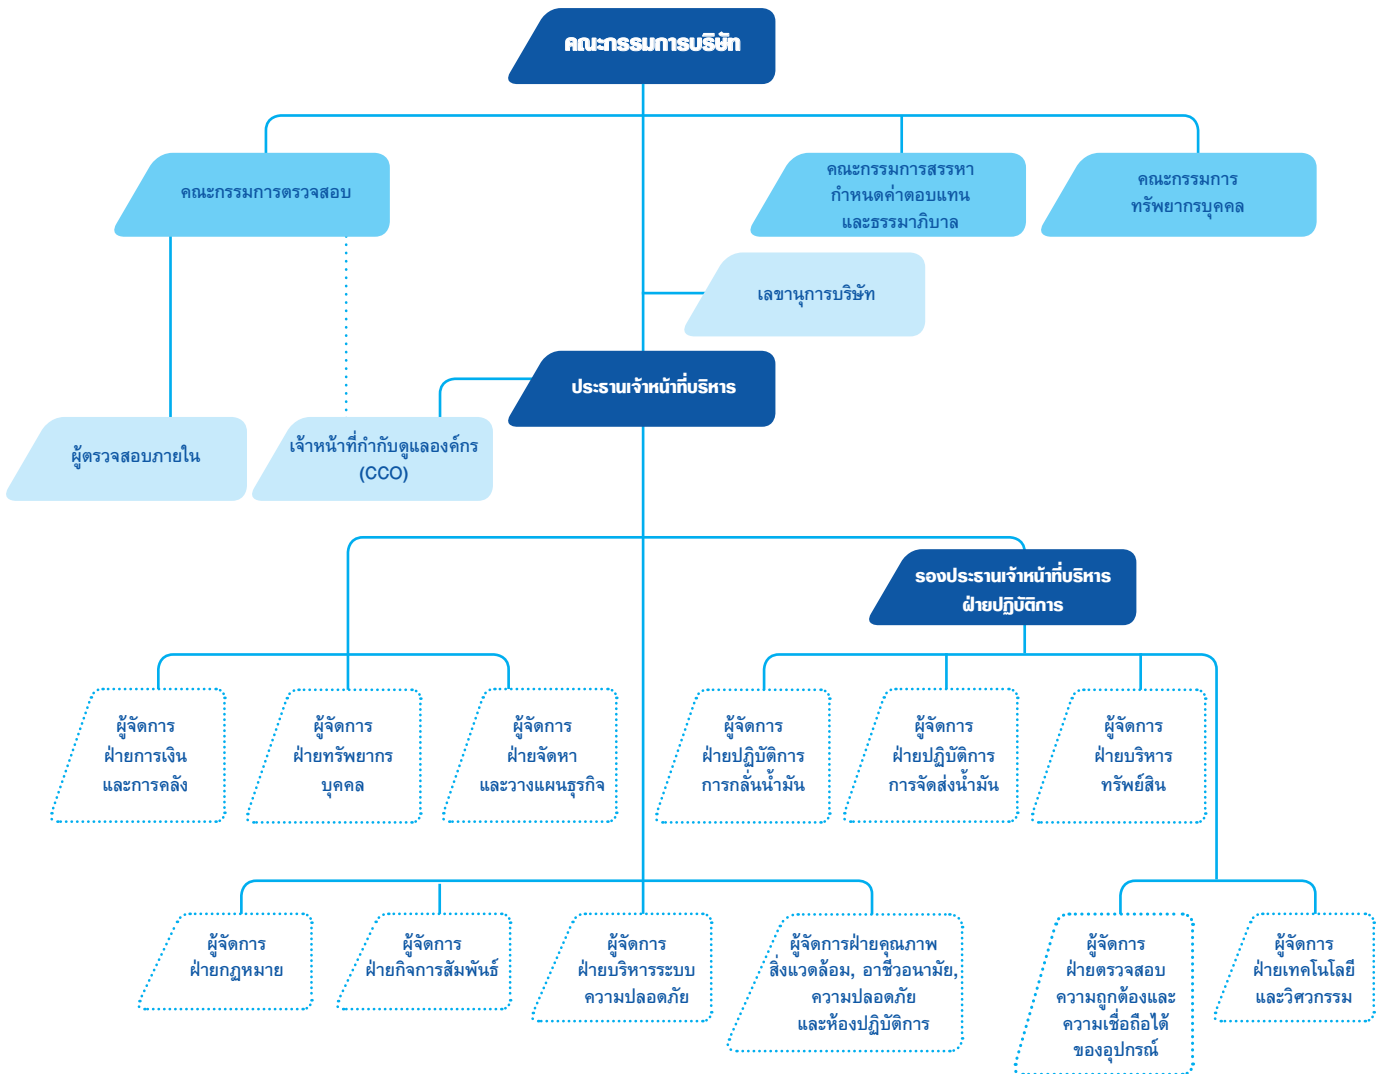 คณะกรรมการบริษัท
คณะกรรมการตรวจสอบ
คณะกรรมการสรรหา
กำหนดค่าตอบแทน
และธรรมาภิบาล
คณะกรรมการ
ทรัพยากรบุคคล
เลขานุการบริษัท
ประธานเจ้าหน้าที่บริหาร
ผู้ตรวจสอบภายใน
เจ้าหน้าที่กำกับดูแลองค์กร
(CCO)
รองประธานเจ้าหน้าที่บริหาร
ฝ่ายปฏิบัติการ
ผู้จัดการ
ฝ่ายการเงิน
และการคลัง
ผู้จัดการ
ฝ่ายทรัพยากร
บุคคล
ผู้จัดการ
ฝ่ายจัดหา
และวางแผนธุรกิจ
ผู้จัดการ
ฝ่ายปฏิบัติการ
การกลั่นน้ำมัน
ผู้จัดการ
ฝ่ายปฏิบัติการ
การจัดส่งน้ำมัน
ผู้จัดการ
ฝ่ายบริหาร
ทรัพย์สิน
ผู้จัดการ
ฝ่ายกฎหมาย
ผู้จัดการ
ฝ่ายกิจการสัมพันธ์
ผู้จัดการ
ฝ่ายบริหารระบบ
ความปลอดภัย
ผู้จัดการฝ่ายคุณภาพ
สิ่งแวดล้อม, อาชีวอนามัย,
ความปลอดภัย
และห้องปฏิบัติการ
ผู้จัดการ
ฝ่ายตรวจสอบ
ความถูกต้องและ
ความเชื่อถือได้
ของอุปกรณ์
ผู้จัดการ
ฝ่ายเทคโนโลยี
และวิศวกรรม